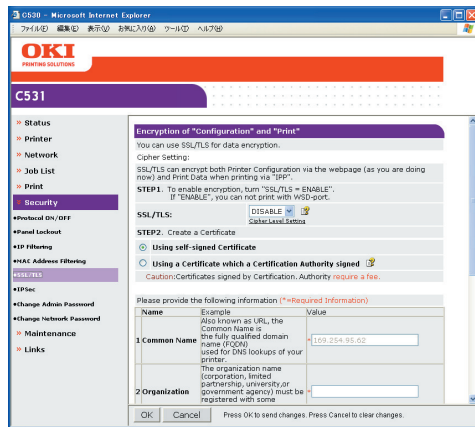 C530 - Microsoft Internet Explorer
ファイル(F) 編集(E) 表示(V) お気に入り(A) ツール(T) ヘルプ(H)
OKI
PRINTING SOLUTIONS
C531
» Status
» Printer
» Network
» Job List
» Print
» Security
•Protocol ON/OFF
•Panel Lockout
•IP Filtering
•MAC Address Filtering
•SSL/TLS
•IPSec
•Change Admin Password
•Change Network Password
» Maintenance
» Links
Encryption of "Configuration" and "Print"
You can use SSL/TLS for data encryption.
Cipher Setting:
SSL/TLS can encrypt both Printer Configuration via the webpage (as you are doing
now) and Print Data when printing via "IPP".
STEP1. To enable encryption, turn "SSL/TLS = ENABLE".
If "ENABLE", you can not print with WSD-port.
SSL/TLS: DISABLE
Cipher Level Setting
STEP2. Create a Certificate
Using self-signed Certificate
Using a Certificate which a Certification Authority signed
Caution:Certificates signed by Certification. Authority require a fee.
Please provide the following information (*=Required Information)
Name Example Value
1 Common Name Also known as URL, the
Common Name is
the fully qualified domain
name (FQDN)
used for DNS lookups of your
printer. *169.254.95.62
2 Organization The organization name
(corporation, limited
partnership, university,or
government agency) must be *
registered with some
OK Cancel Press OK to send changes. Press Cancel to clear changes.